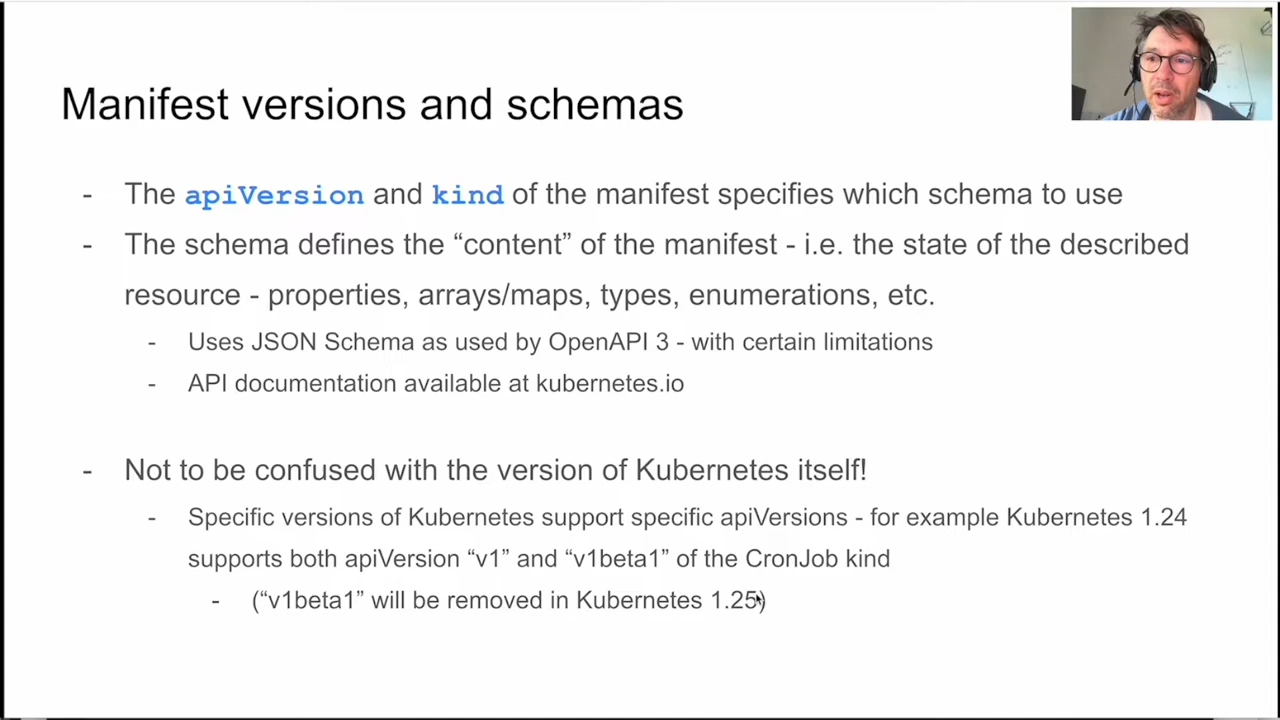 Manifest versions and schemas
- The apiVersion and kind of the manifest specifies which schema to use
- The schema defines the “content” of the manifest - i.e. the state of the described
resource - properties, arrays/maps, types, enumerations, etc.
- Uses JSON Schema as used by OpenAPI 3 - with certain limitations
- API documentation available at kubernetes.io
- Not to be confused with the version of Kubernetes itself!
- Specific versions of Kubernetes support specific apiVersions - for example Kubernetes 1.24
supports both apiVersion “v1” and “v1beta1” of the CronJob kind
- (“v1beta1” will be removed in Kubernetes 1.25)